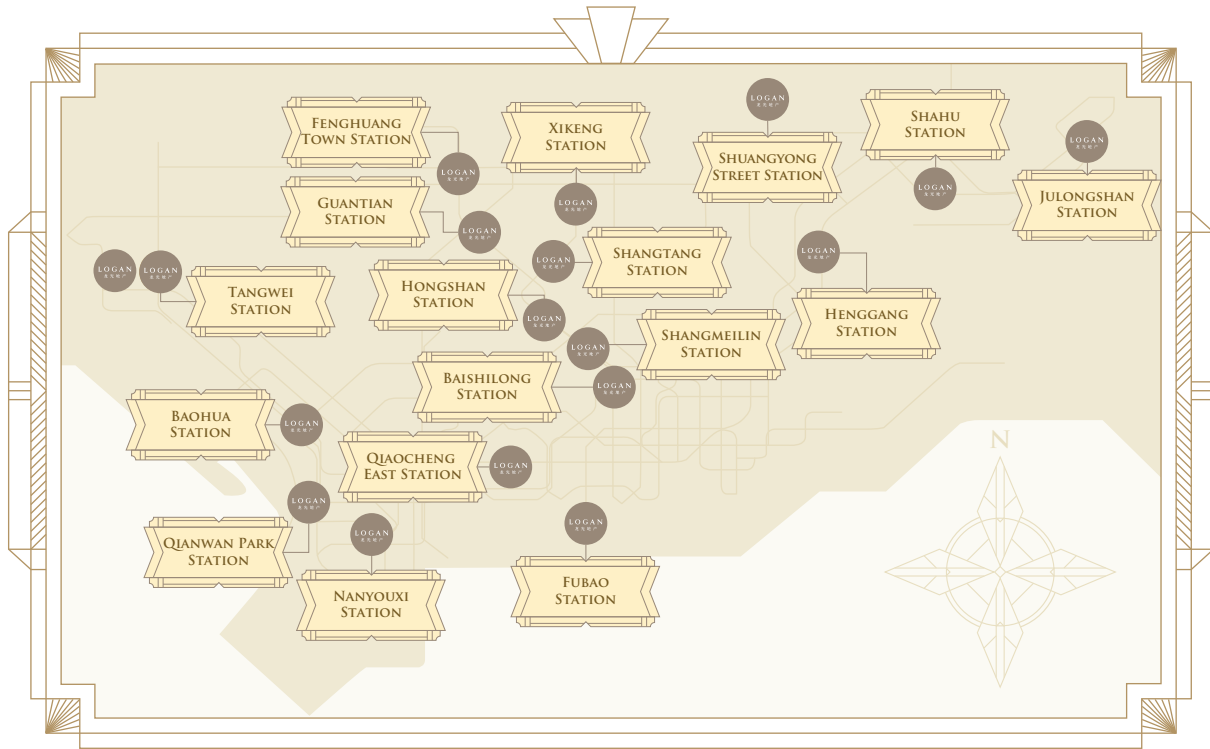 FENGHUANG
TOWN STATION
XIKENG
STATION
LOGAN
SHUANGYONG
STREET STATION
SHAHU
STATION
LOGAN
JULONGSHAN
STATION
LOGAN
LOGAN
GUANTIAN
STATION
LOGAN
LOGAN
SHANGTANG
STATION
LOGAN
LOGAN
HENGGANG
STATION
LOGAN
LOGAN
TANGWEI
STATION
HONGSHAN
STATION
LOGAN
LOGAN
SHANGMEILIN
STATION
BAISHILONG
STATION
LOGAN
BAOHUA
STATION
LOGAN
QIAOCHENG
EAST STATION
LOGAN
N
LOGAN
QIANWAN PARK
STATION
LOGAN
NANYOUXI
STATION
LOGAN
FUBAO
STATION